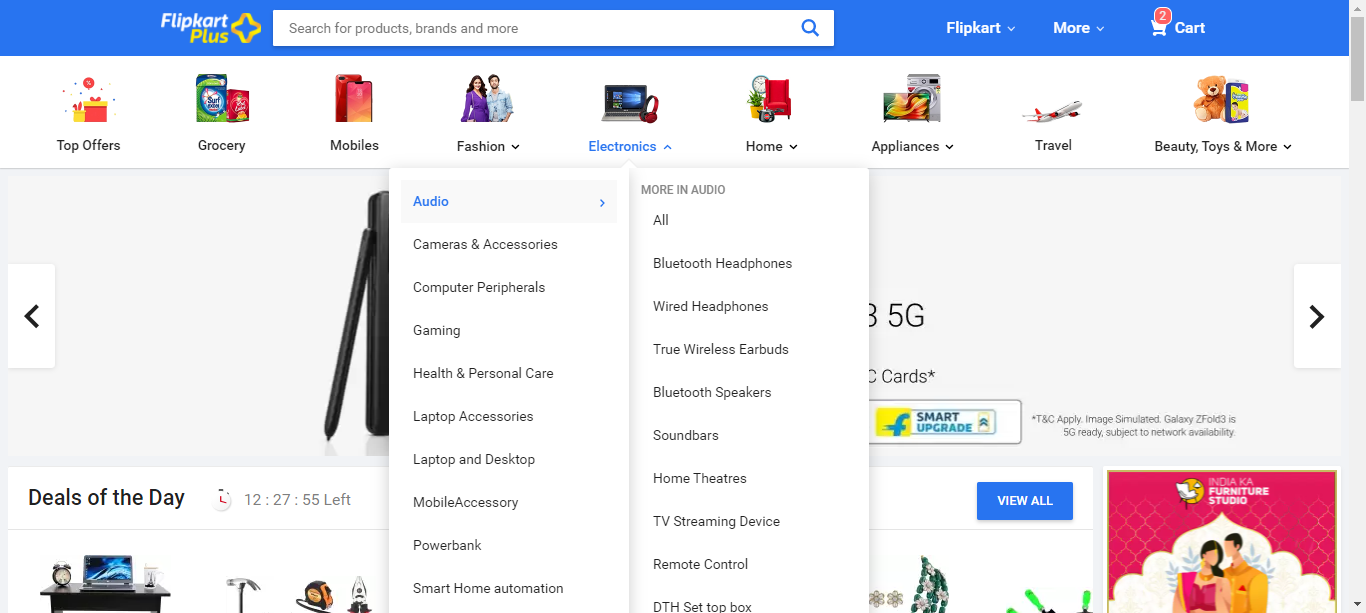 Flipkart
Plus
Search for products, brands and more
Flipkart
More
2
Cart
Top Offers
Grocery
Mobiles
Fashion
Electronics
Home
Appliances
Travel
Beauty, Toys & More
Audio
Cameras & Accessories
Computer Peripherals
Gaming
Health & Personal Care
Laptop Accessories
Laptop and Desktop
MobileAccessory
Powerbank
Smart Home automation
MORE IN AUDIO
All
Bluetooth Headphones
Wired Headphones
True Wireless Earbuds
Bluetooth Speakers
Soundbars
Home Theatres
TV Streaming Device
Remote Control
DTH Set top box
3 5G
C Cards*
SMART
UPGRADE
*T&C Apply. Image Simulated. Galaxy ZFold3 is
5G ready, subject to network availability.
Deals of the Day
12 : 27 : 55 Left
VIEW ALL
INDIA KA
FURNITURE
STUDIO